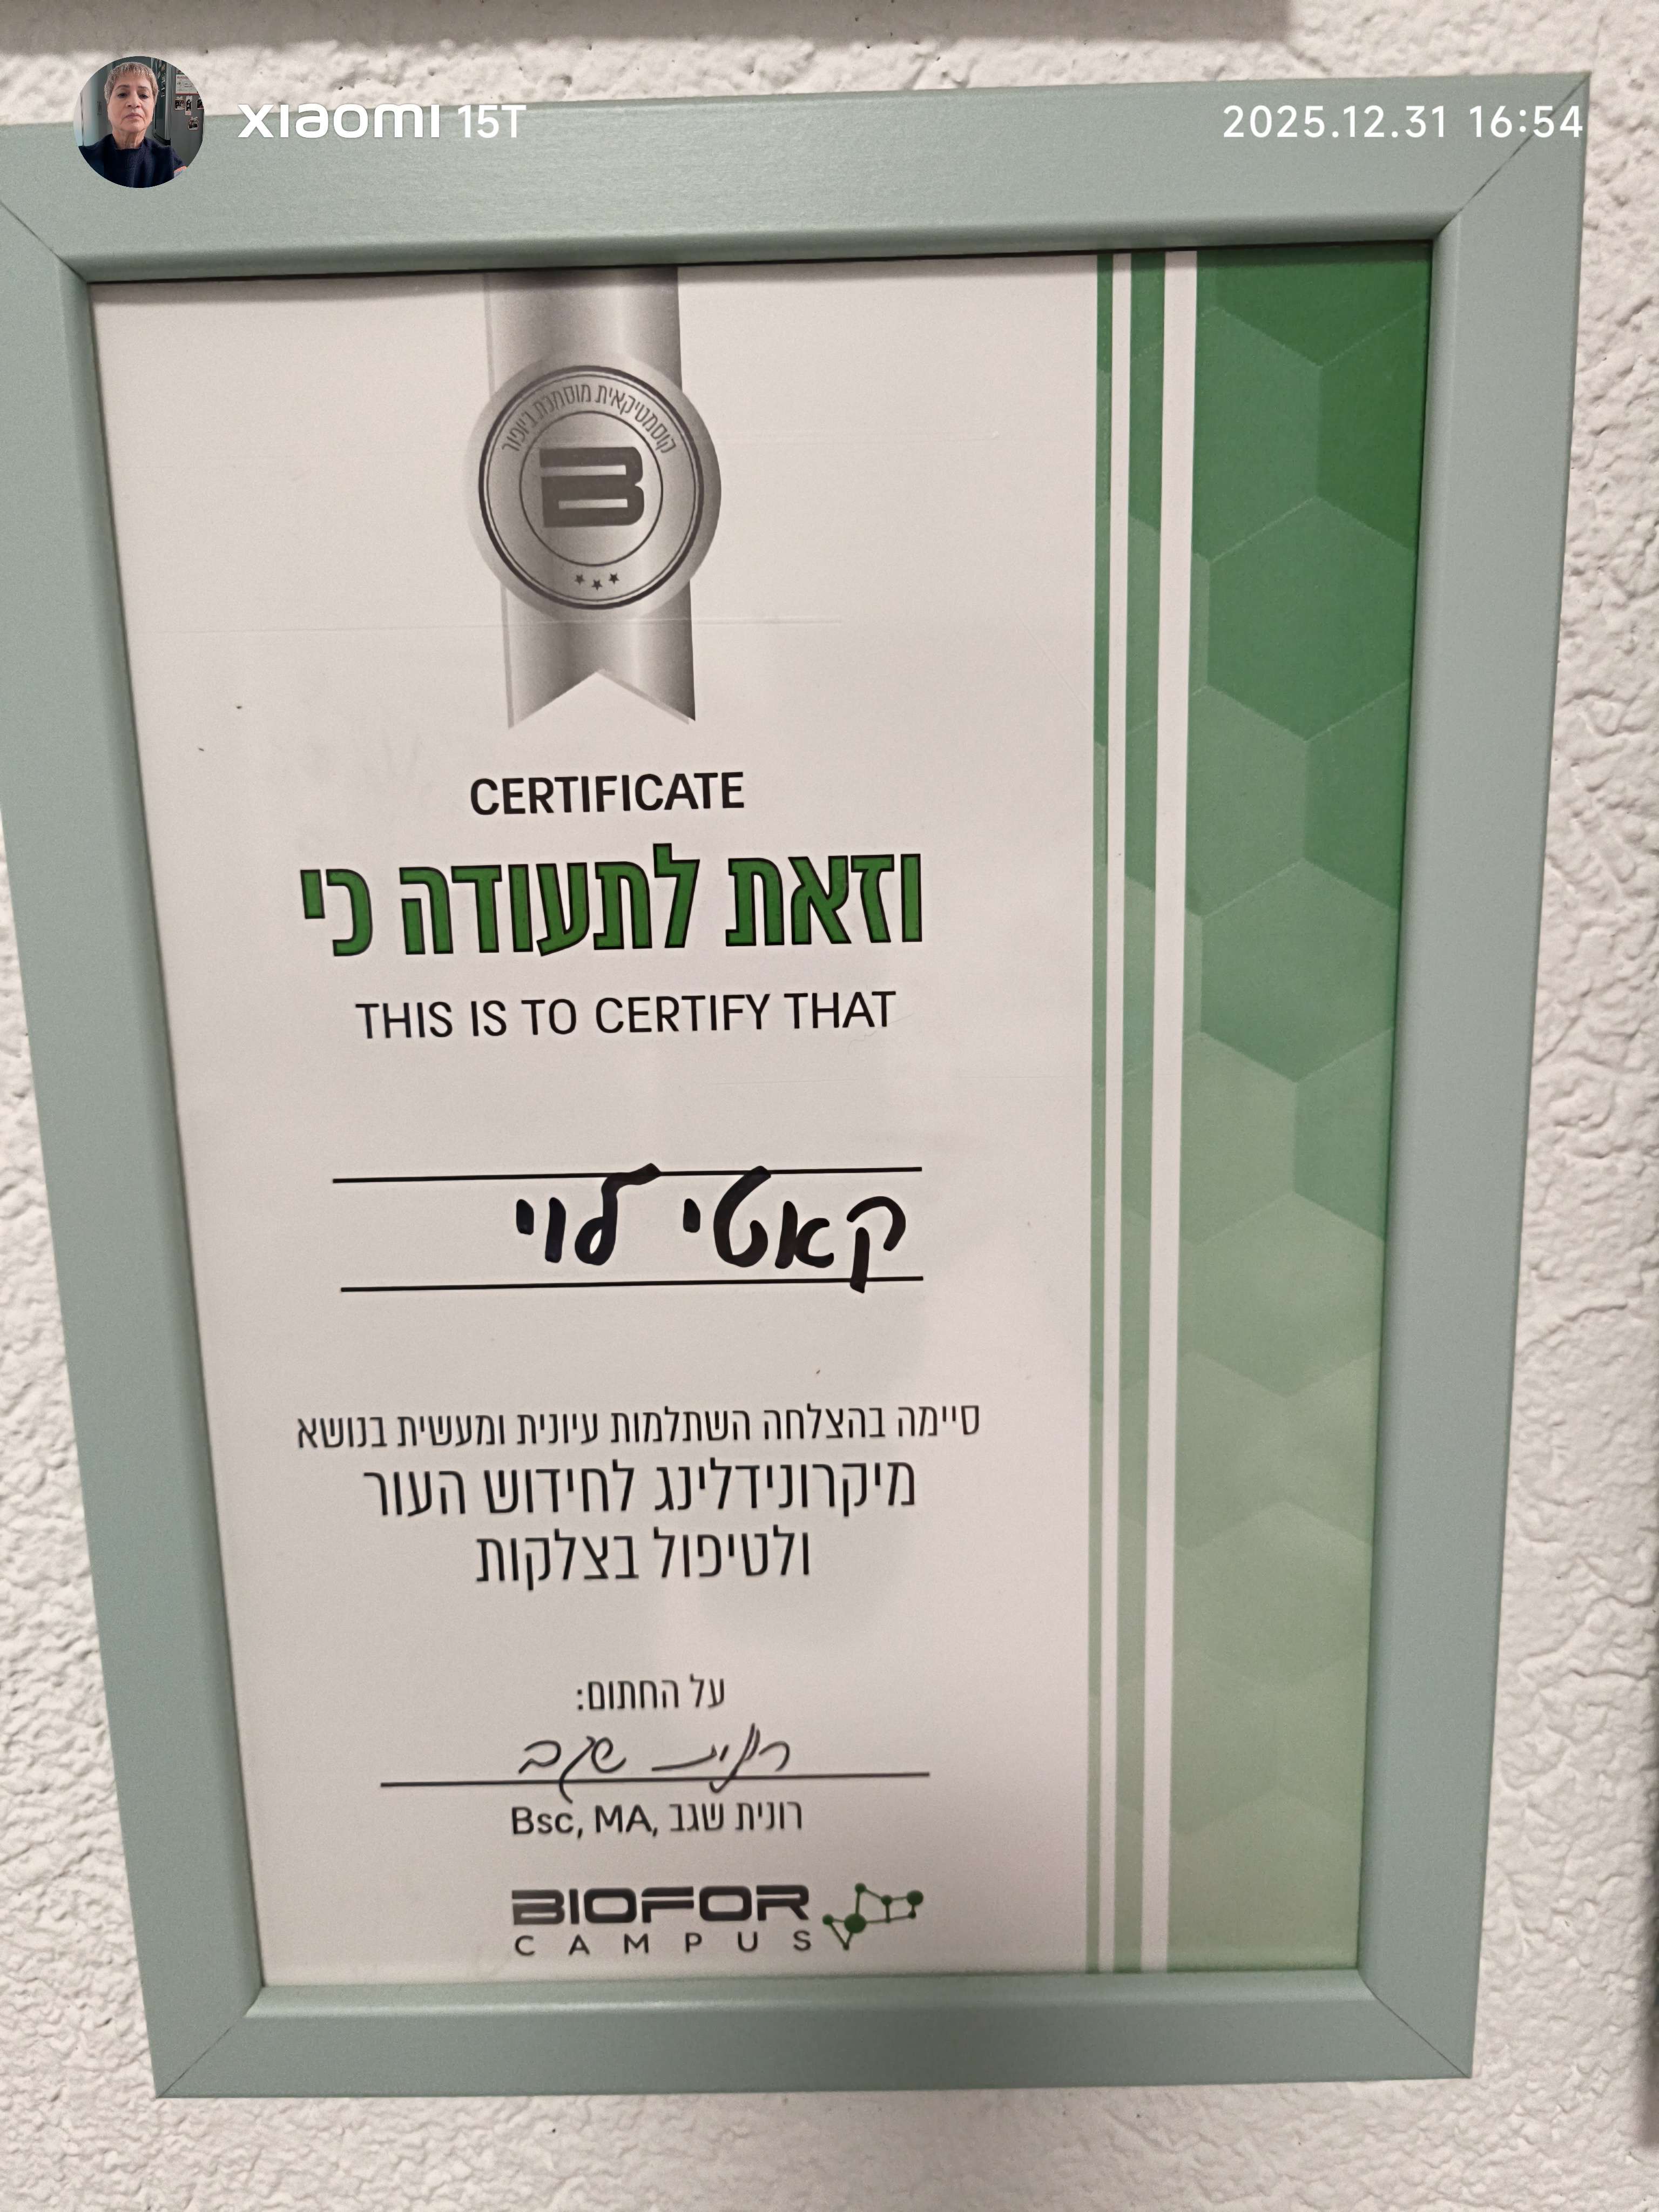 xiaomi 15T
2025.12.31 16:54
קוסמטיקאית מוסמכת ביופור
B
CERTIFICATE
וזאת לתעודה כי
THIS IS TO CERTIFY THAT
קאטי לוי
סיימה בהצלחה השתלמות עיונית ומעשית בנושא
מיקרונידלינג לחידוש העור
ולטיפול בצלקות
על החתום:
רונית שגב
רונית שגב ,Bsc, MA
BIOFOR
CAMPUS